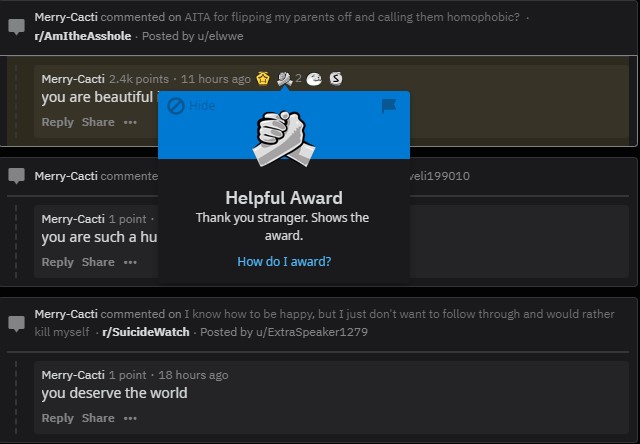 Merry-Cacti commented on AITA for flipping my parents off and calling them homophobic? ·
r/AmItheAsshole · Posted by u/elwwe
Merry-Cacti 2.4k points · 11 hours ago 2 S
you are beautiful
Reply Share •••
Hide
Helpful Award
Thank you stranger. Shows the
award.
How do I award?
Merry-Cacti commente veli199010
Merry-Cacti 1 point ·
you are such a hu
Reply Share •••
Merry-Cacti commented on I know how to be happy, but I just don't want to follow through and would rather
kill myself · r/SuicideWatch · Posted by u/ExtraSpeaker1279
Merry-Cacti 1 point · 18 hours ago
you deserve the world
Reply Share •••